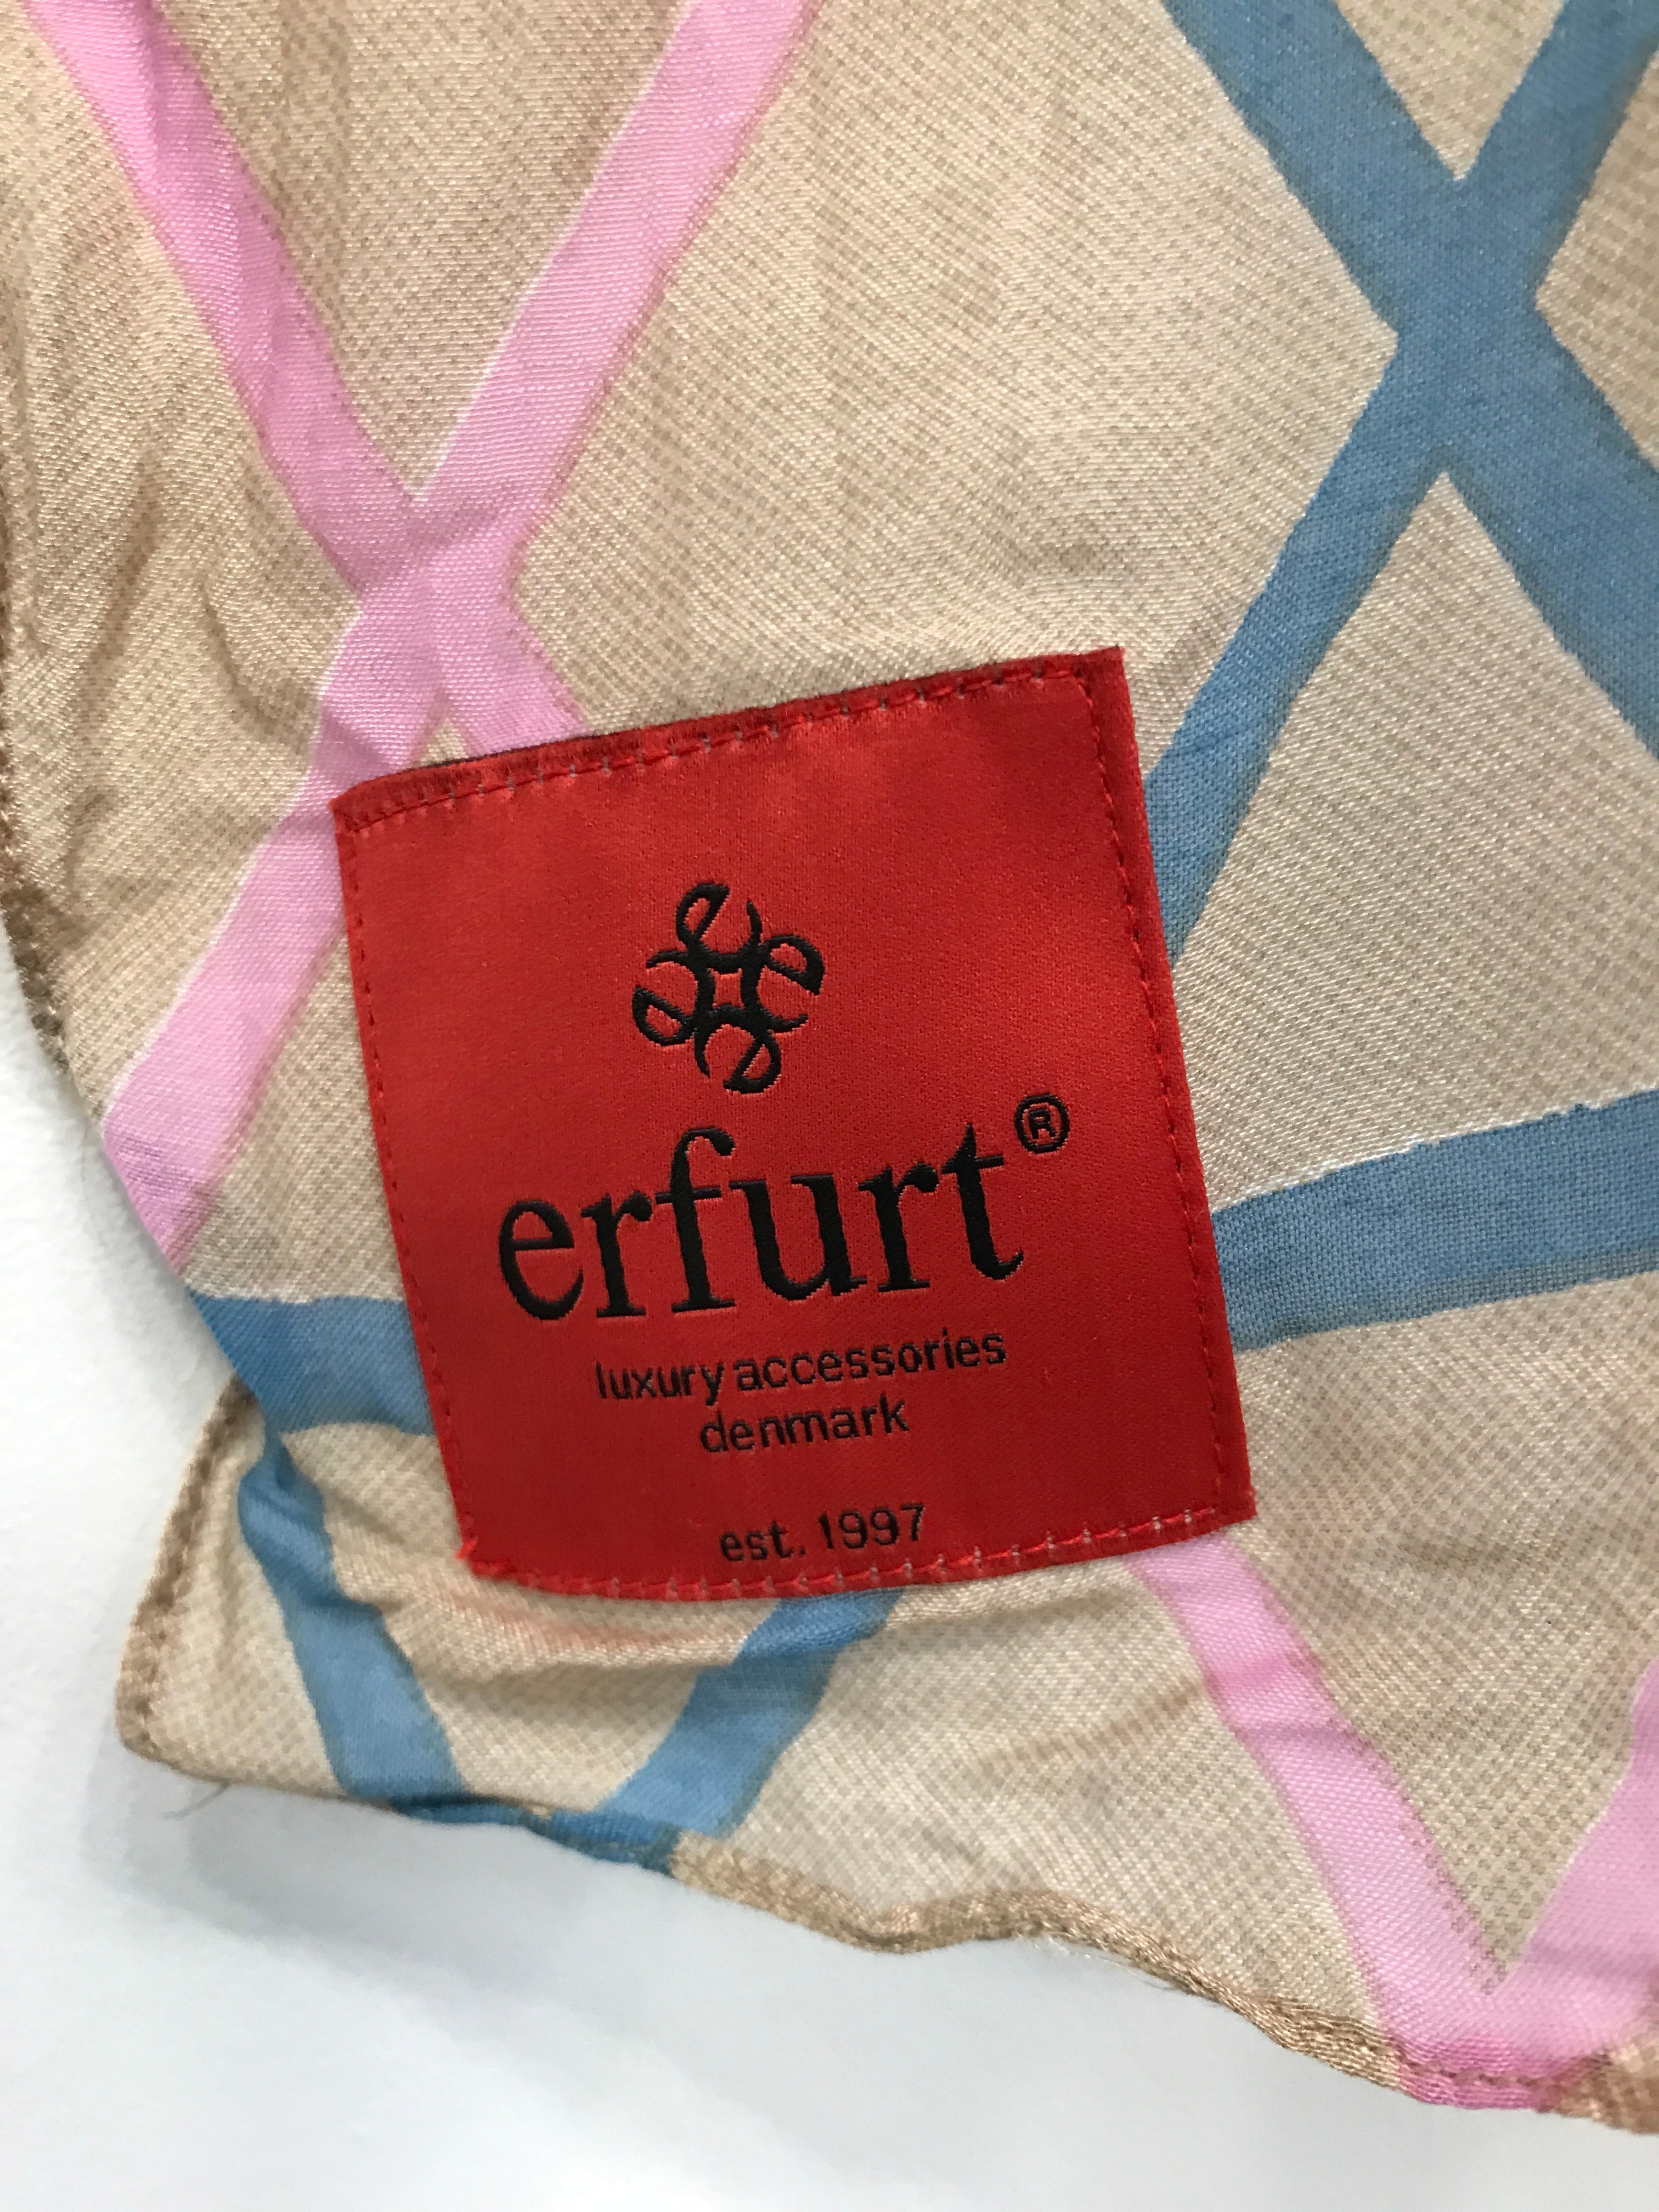 erfurt®
luxury accessories
denmark
est. 1997